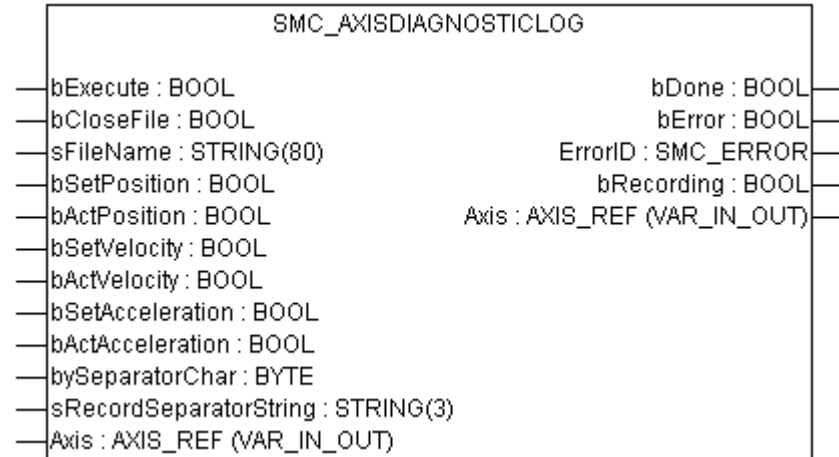 SMC_AXISDIAGNOSTICLOG
bExecute : BOOL bDone : BOOL
bCloseFile : BOOL bError : BOOL
sFileName : STRING(80) ErrorID : SMC_ERROR
bSetPosition : BOOL bRecording : BOOL
bActPosition : BOOL Axis : AXIS_REF (VAR_IN_OUT)
bSetVelocity : BOOL
bActVelocity : BOOL
bSetAcceleration : BOOL
bActAcceleration : BOOL
bySeparatorChar : BYTE
sRecordSeparatorString : STRING(3)
Axis : AXIS_REF (VAR_IN_OUT)